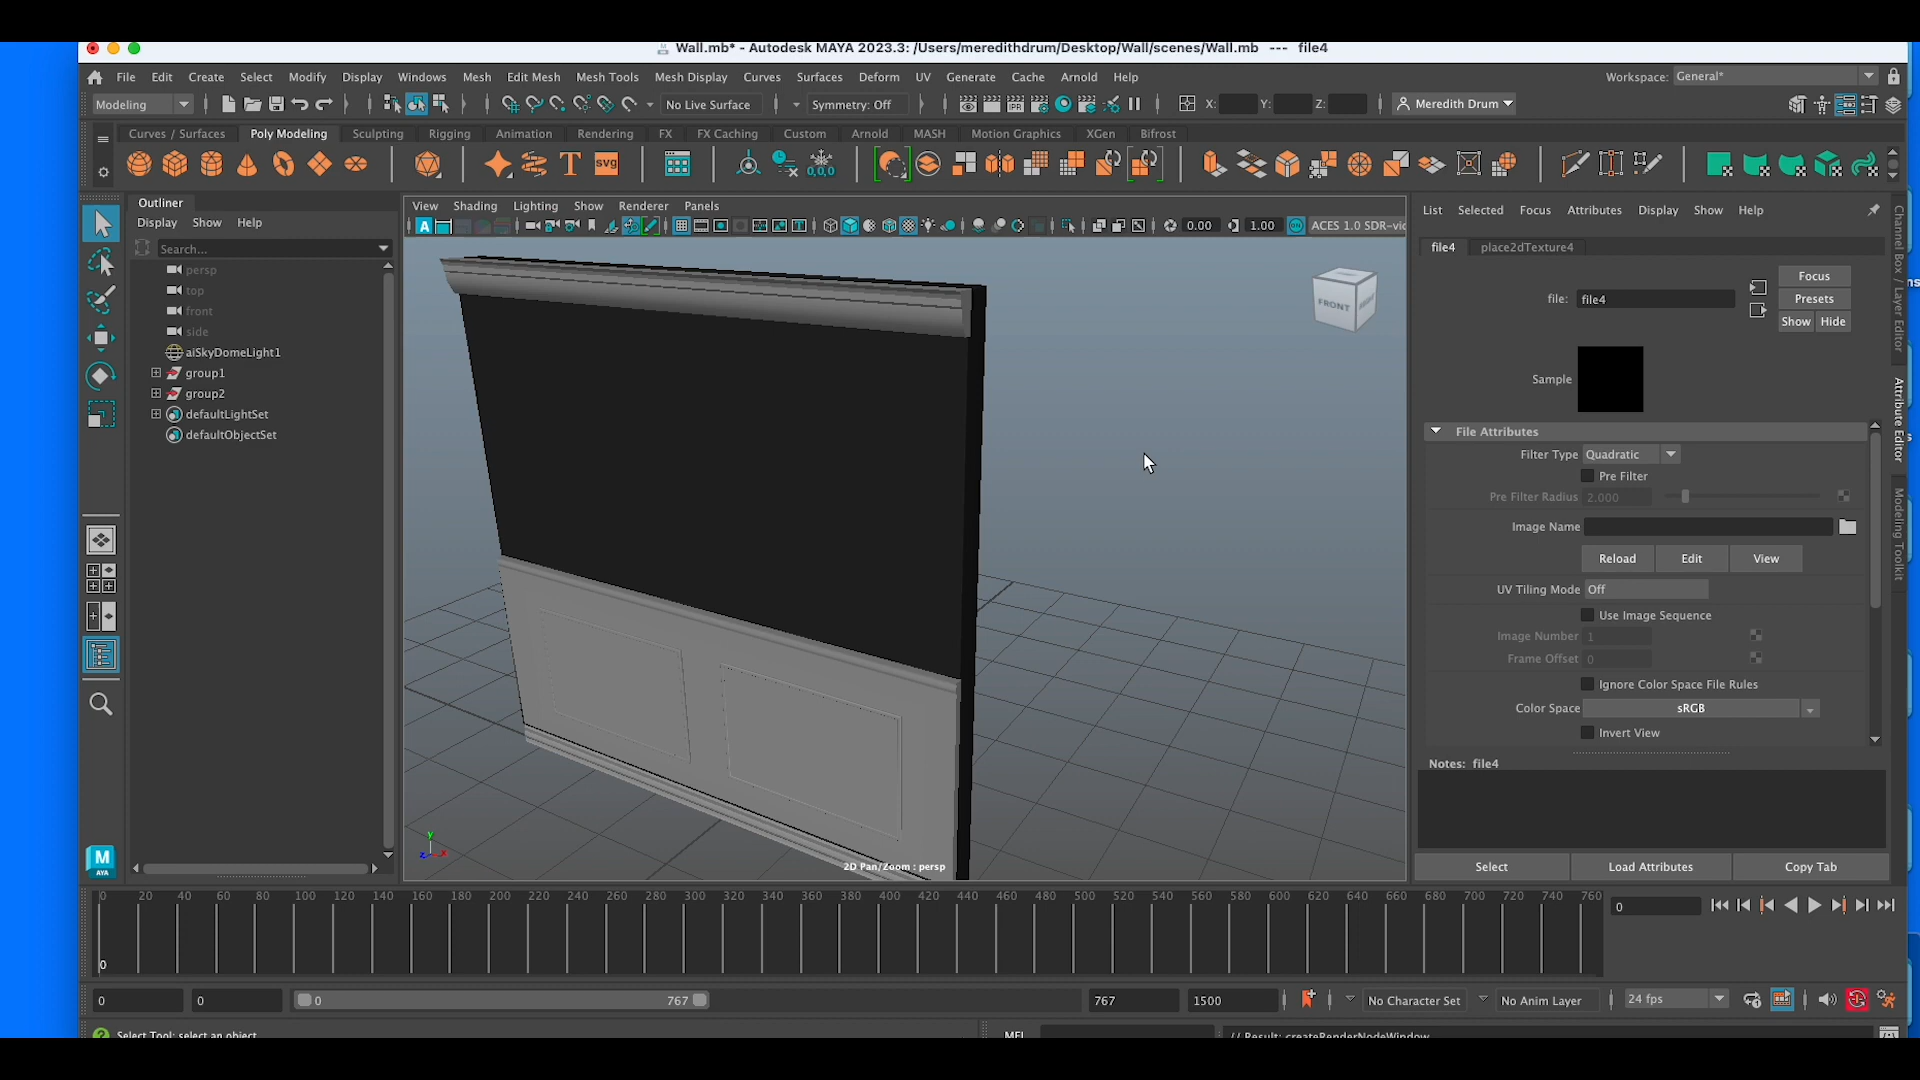 Wall.mb* - Autodesk MAYA 2023.3: /Users/meredithdrum/Desktop/Wall/scenes/Wall.mb --- file4
File Edit Create Select Modify Display Windows Mesh Edit Mesh Mesh Tools Mesh Display Curves Surfaces Deform UV Generate Cache Arnold Help
Workspace: General*
Modeling
No Live Surface
Symmetry: Off
IPR
X:
Y:
Z:
Meredith Drum
Curves / Surfaces Poly Modeling Sculpting Rigging Animation Rendering FX FX Caching Custom Arnold MASH Motion Graphics XGen Bifrost
T
svg
0,0,0
Outliner
Display Show Help
Search...
persp
top
front
side
aiSkyDomeLight1
group1
group2
defaultLightSet
defaultObjectSet
View Shading Lighting Show Renderer Panels
0.00
1.00
ACES 1.0 SDR-vic
FRONT
y
x
z
2D Pan/Zoom : persp
List Selected Focus Attributes Display Show Help
file4 place2dTexture4
file: file4
Focus
Presets
Show Hide
Sample
File Attributes
Filter Type Quadratic
Pre Filter
Pre Filter Radius 2.000
Image Name
Reload Edit View
UV Tiling Mode Off
Use Image Sequence
Image Number 1
Frame Offset 0
Ignore Color Space File Rules
Color Space sRGB
Invert View
Notes: file4
Select Load Attributes Copy Tab
Channel Box / Layer Editor
Attribute Editor
Modeling Toolkit
M
AYA
0 20 40 60 80 100 120 140 160 180 200 220 240 260 280 300 320 340 360 380 400 420 440 460 480 500 520 540 560 580 600 620 640 660 680 700 720 740 760
0
0
0
0
0
767
767
1500
No Character Set
No Anim Layer
24 fps
Select Tool: select an object
MEL
// Result: createRenderNodeWindow